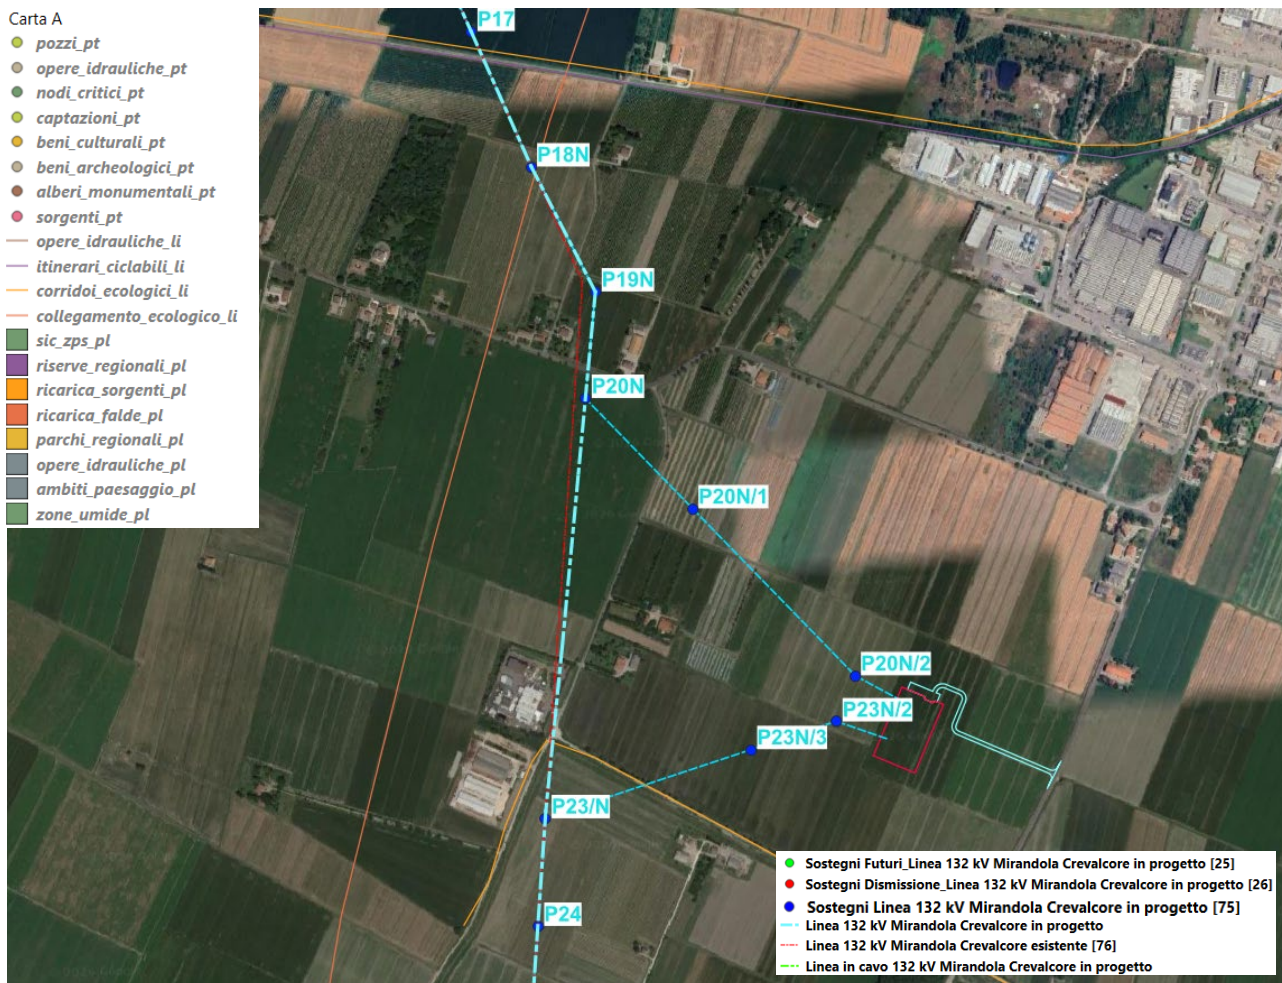 Carta A
pozzi_pt
opere_idrauliche_pt
nodi_critici_pt
captazioni_pt
beni_culturali_pt
beni_archeologici_pt
alberi_monumentali_pt
sorgenti_pt
opere_idrauliche_li
itinerari_ciclabili_li
corridoi_ecologici_li
collegamento_ecologico_li
sic_zps_pl
riserve_regionali_pl
ricarica_sorgenti_pl
ricarica_falde_pl
parchi_regionali_pl
opere_idrauliche_pl
ambiti_paesaggio_pl
zone_umide_pl
P17
P18N
P19N
P20N
P20N/1
P20N/2
P23N/2
P23N/3
P23/N
P24
Sostegni Futuri_Linea 132 kV Mirandola Crevalcore in progetto [25]
Sostegni Dismissione_Linea 132 kV Mirandola Crevalcore in progetto [26]
Sostegni Linea 132 kV Mirandola Crevalcore in progetto [75]
Linea 132 kV Mirandola Crevalcore in progetto
Linea 132 kV Mirandola Crevalcore esistente [76]
Linea in cavo 132 kV Mirandola Crevalcore in progetto